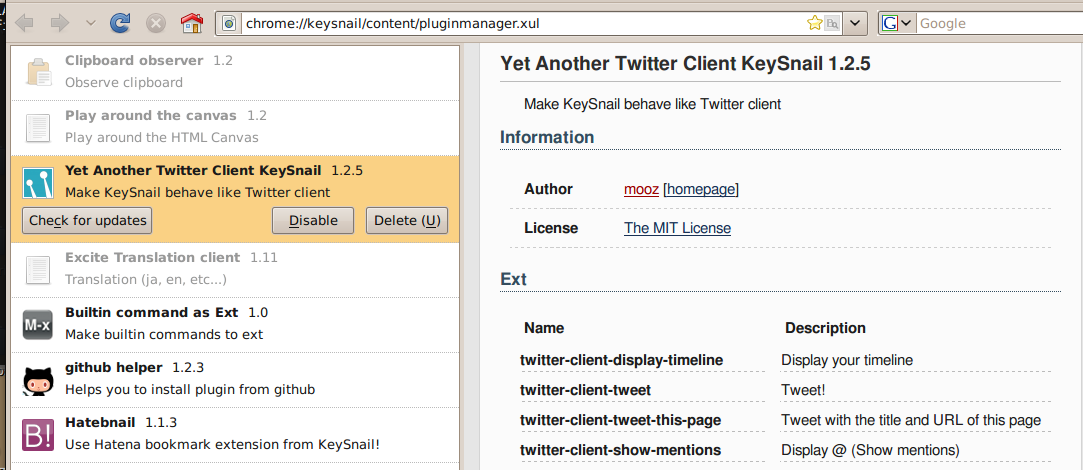 chrome://keysnail/content/pluginmanager.xul
G
Google
Clipboard observer 1.2
Observe clipboard
Play around the canvas 1.2
Play around the HTML Canvas
Yet Another Twitter Client KeySnail 1.2.5
Make KeySnail behave like Twitter client
Check for updates
Disable
Delete (U)
Excite Translation client 1.11
Translation (ja, en, etc...)
M-x
Builtin command as Ext 1.0
Make builtin commands to ext
github helper 1.2.3
Helps you to install plugin from github
B!
Hatebnail 1.1.3
Use Hatena bookmark extension from KeySnail!
Yet Another Twitter Client KeySnail 1.2.5
Make KeySnail behave like Twitter client
Information
Author mooz [homepage]
License The MIT License
Ext
Name Description
twitter-client-display-timeline Display your timeline
twitter-client-tweet Tweet!
twitter-client-tweet-this-page Tweet with the title and URL of this page
twitter-client-show-mentions Display @ (Show mentions)